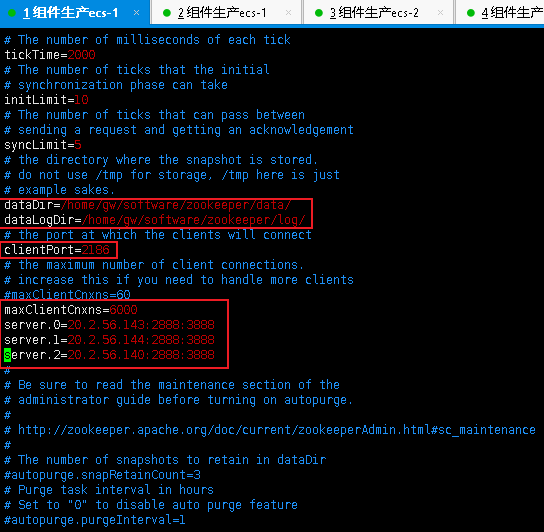 1 组件生产ecs-1 × 2 组件生产ecs-1 × 3 组件生产ecs-2 × 4 组件生产ec
# The number of milliseconds of each tick
tickTime=2000
# The number of ticks that the initial
# synchronization phase can take
initLimit=10
# The number of ticks that can pass between
# sending a request and getting an acknowledgement
syncLimit=5
# the directory where the snapshot is stored.
# do not use /tmp for storage, /tmp here is just
# example sakes.
dataDir=/home/gw/software/zookeeper/data/
dataLogDir=/home/gw/software/zookeeper/log/
# the port at which the clients will connect
clientPort=2186
# the maximum number of client connections.
# increase this if you need to handle more clients
#maxClientCnxns=60
maxClientCnxns=6000
server.0=20.2.56.143:2888:3888
server.1=20.2.56.144:2888:3888
server.2=20.2.56.140:2888:3888
#
# Be sure to read the maintenance section of the
# administrator guide before turning on autopurge.
#
# http://zookeeper.apache.org/doc/current/zookeeperAdmin.html#sc_maintenance
#
# The number of snapshots to retain in dataDir
#autopurge.snapRetainCount=3
# Purge task interval in hours
# Set to "0" to disable auto purge feature
#autopurge.purgeInterval=1